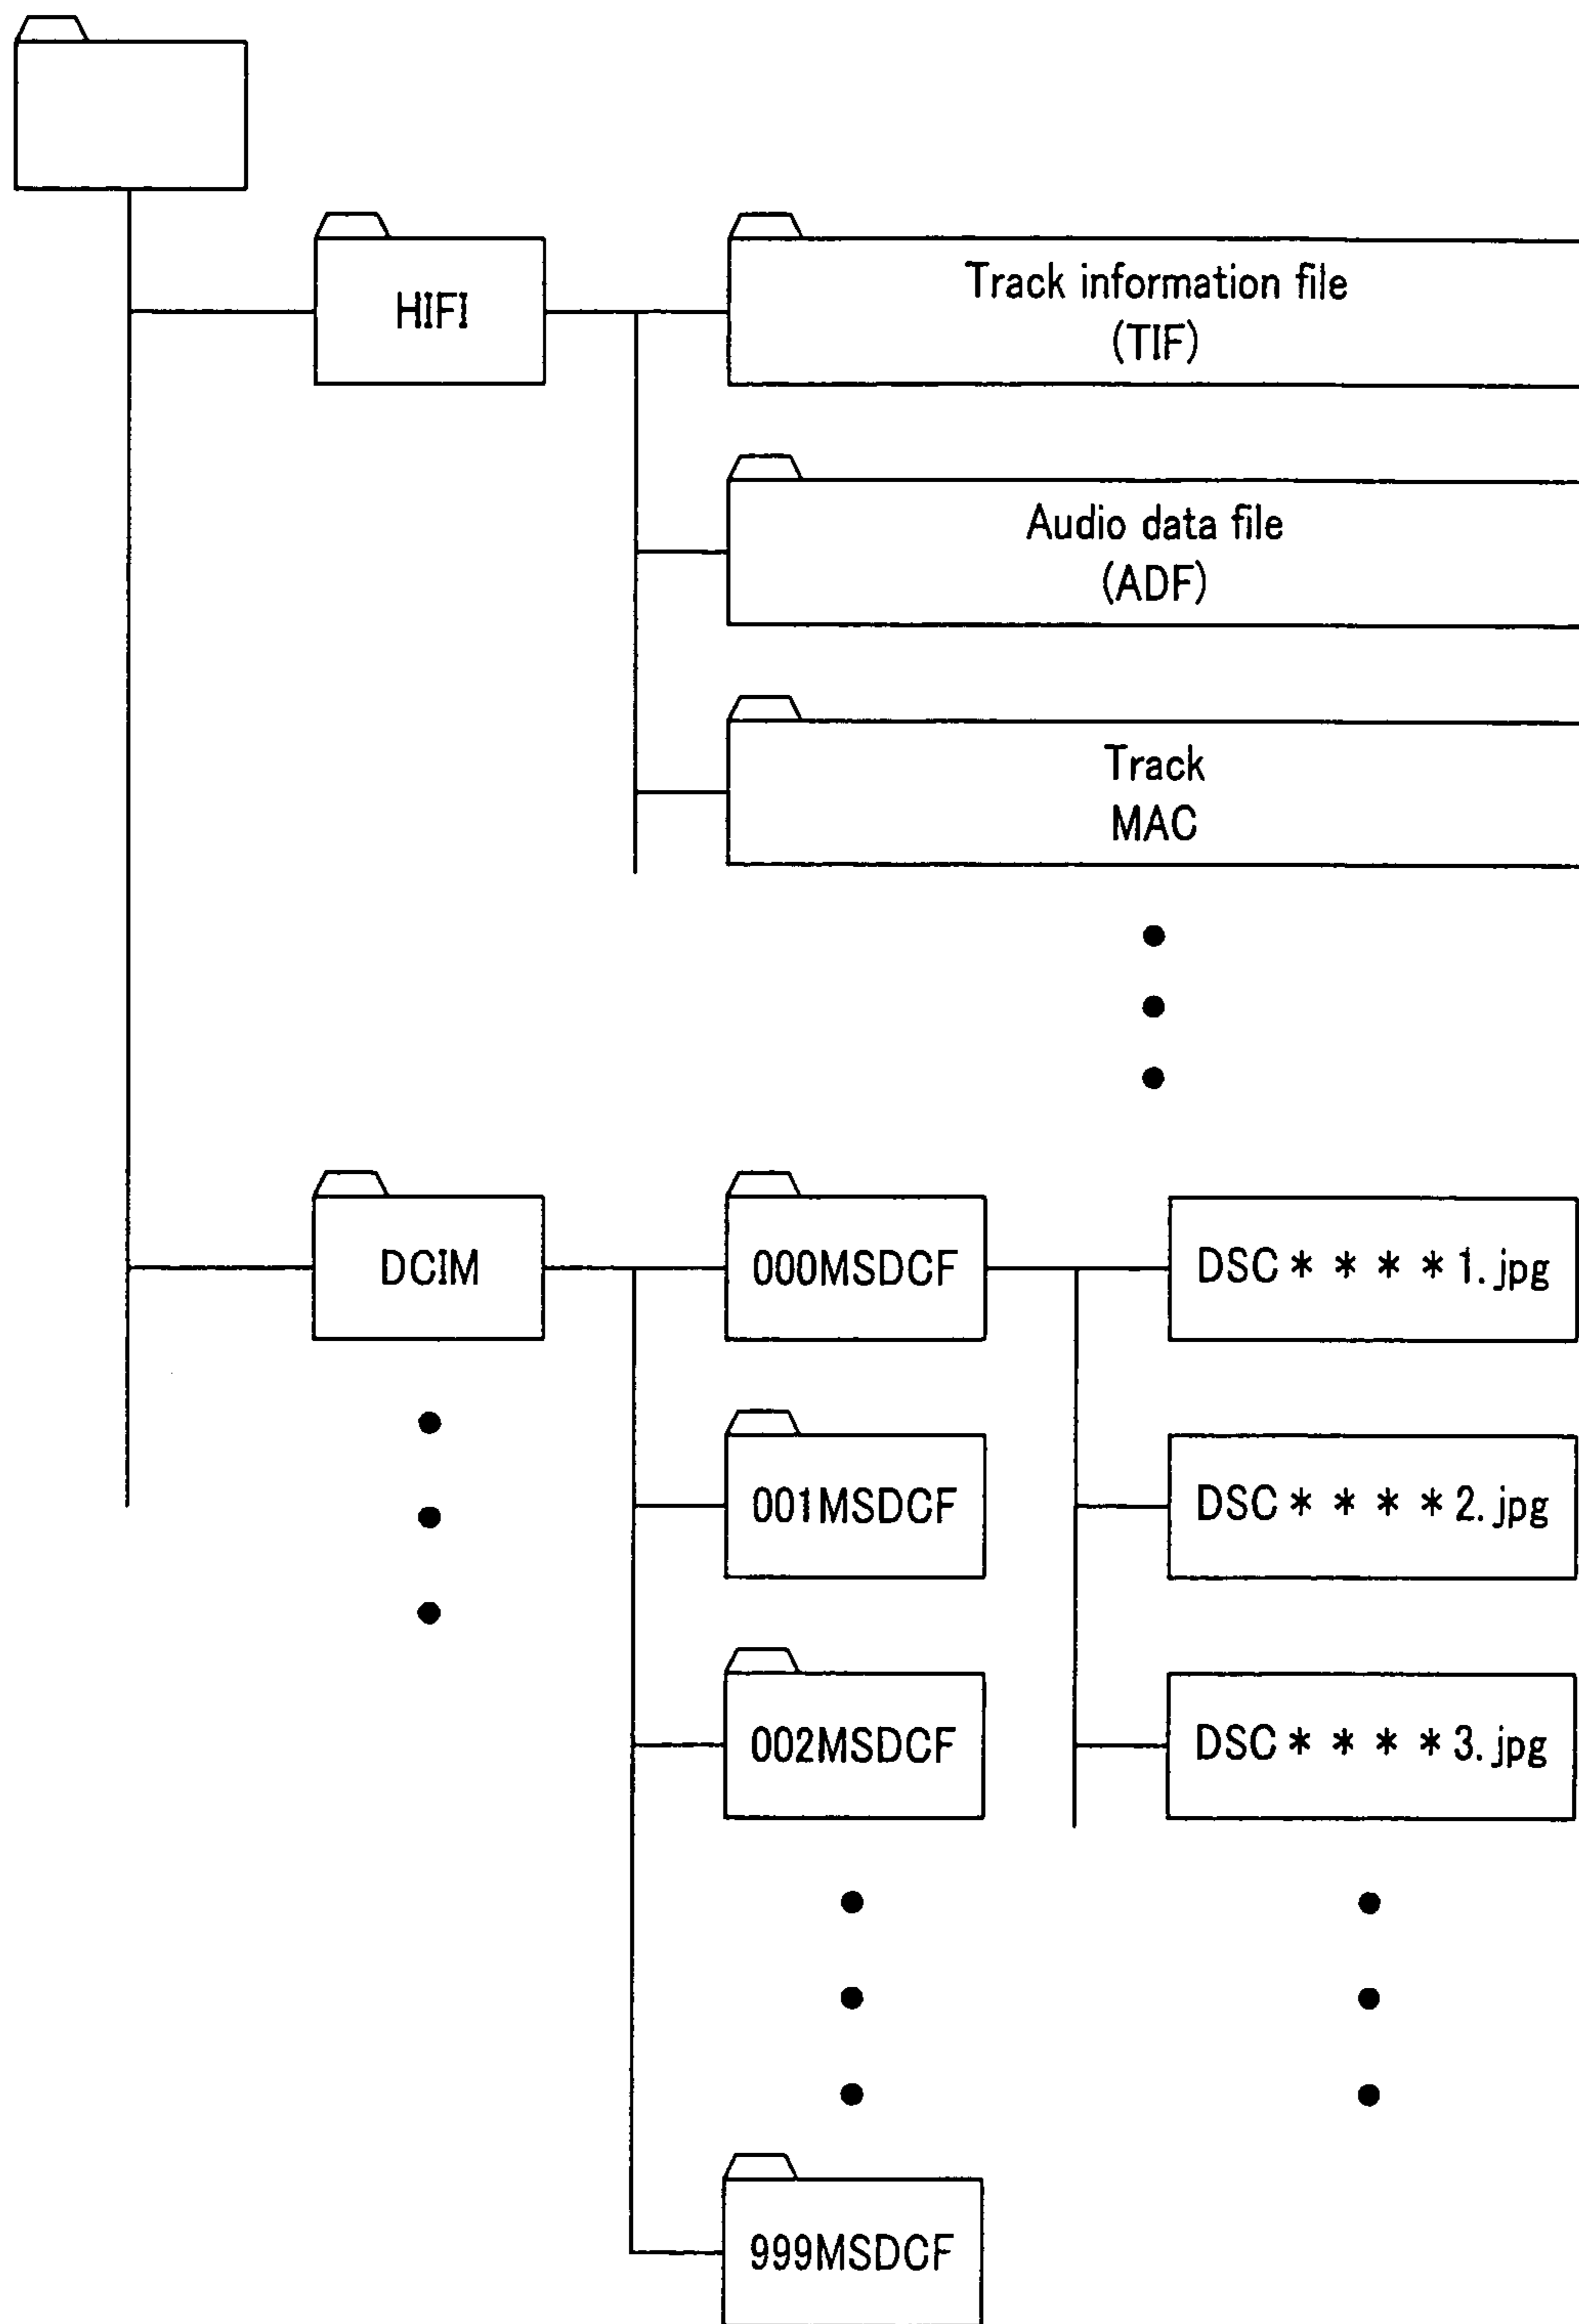 HIFI
Track information file
(TIF)
Audio data file
(ADF)
Track
MAC
DCIM
000MSDCF
DSC＊＊＊＊1.jpg
001MSDCF
DSC＊＊＊＊2.jpg
002MSDCF
DSC＊＊＊＊3.jpg
999MSDCF